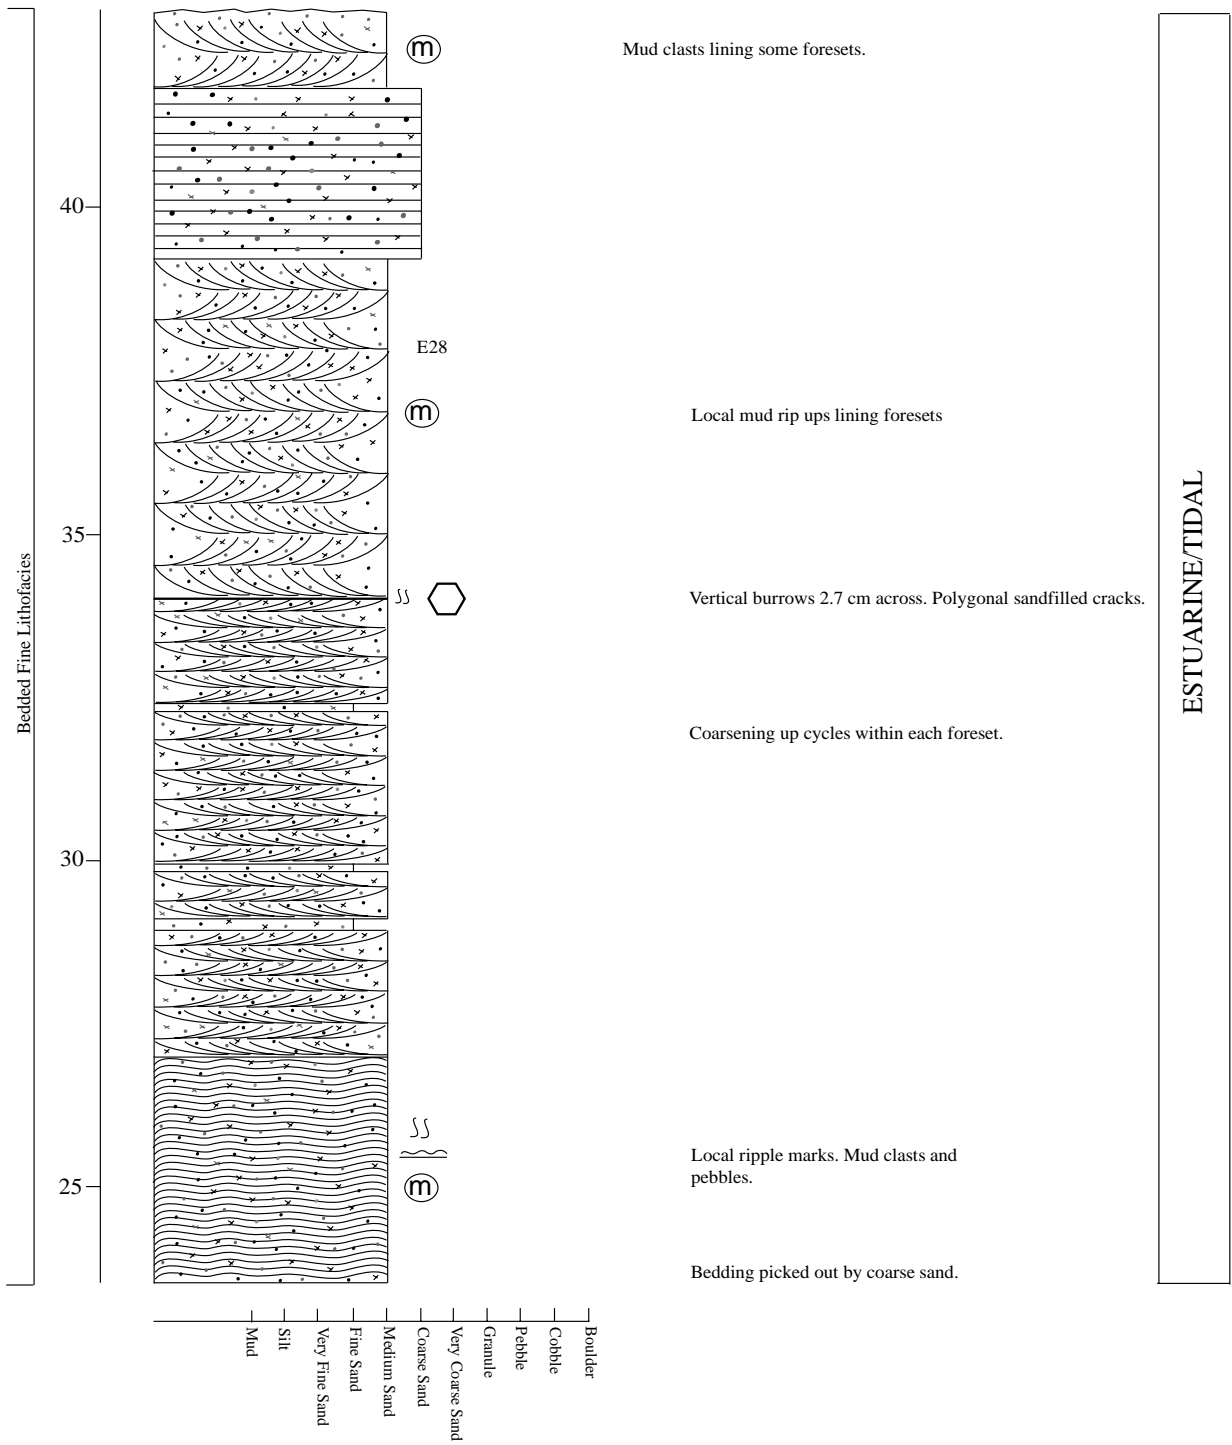 m
Mud clasts lining some foresets.
40
E28
m
Local mud rip ups lining foresets
35
Vertical burrows 2.7 cm across. Polygonal sandfilled cracks.
Bedded Fine Lithofacies
ESTUARINE/TIDAL
Coarsening up cycles within each foreset.
30
Local ripple marks. Mud clasts and
pebbles.
25
m
Bedding picked out by coarse sand.
Mud
Silt
Very Fine Sand
Fine Sand
Medium Sand
Coarse Sand
Very Coarse Sand
Granule
Pebble
Cobble
Boulder